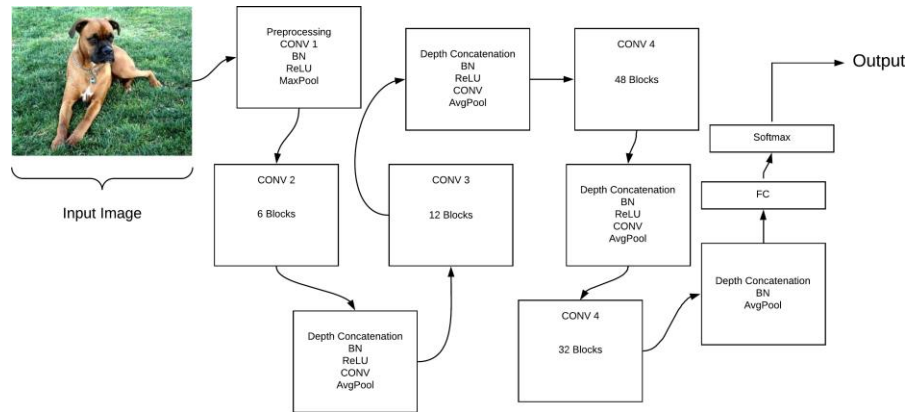 Input Image
Preprocessing
CONV 1
BN
ReLU
MaxPool
CONV 2
6 Blocks
Depth Concatenation
BN
ReLU
CONV
AvgPool
CONV 3
12 Blocks
Depth Concatenation
BN
ReLU
CONV
AvgPool
CONV 4
48 Blocks
Depth Concatenation
BN
ReLU
CONV
AvgPool
CONV 4
32 Blocks
Depth Concatenation
BN
AvgPool
FC
Softmax
Output